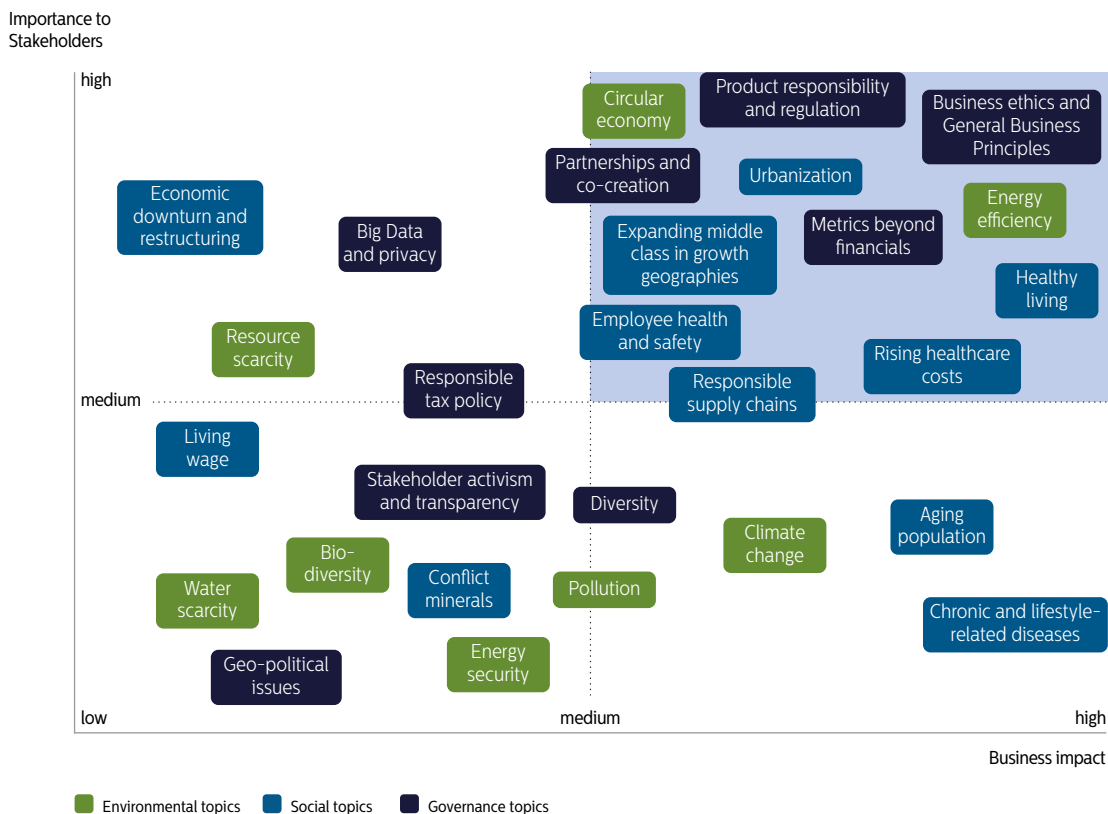 Importance to
Stakeholders
high
Circular
economy
Product responsibility
and regulation
Business ethics and
General Business
Principles
Partnerships and
co-creation
Urbanization
Economic
downturn and
restructuring
Energy
efficiency
Big Data
and privacy
Expanding middle
class in growth
geographies
Metrics beyond
financials
Healthy
living
Employee health
and safety
Resource
scarcity
Rising healthcare
costs
Responsible
tax policy
Responsible
supply chains
medium
Living
wage
Stakeholder activism
and transparency
Diversity
Aging
population
Climate
change
Bio-
diversity
Conflict
minerals
Pollution
Water
scarcity
Chronic and lifestyle-
related diseases
Energy
security
Geo-political
issues
low
medium
high
Business impact
Environmental topics
Social topics
Governance topics